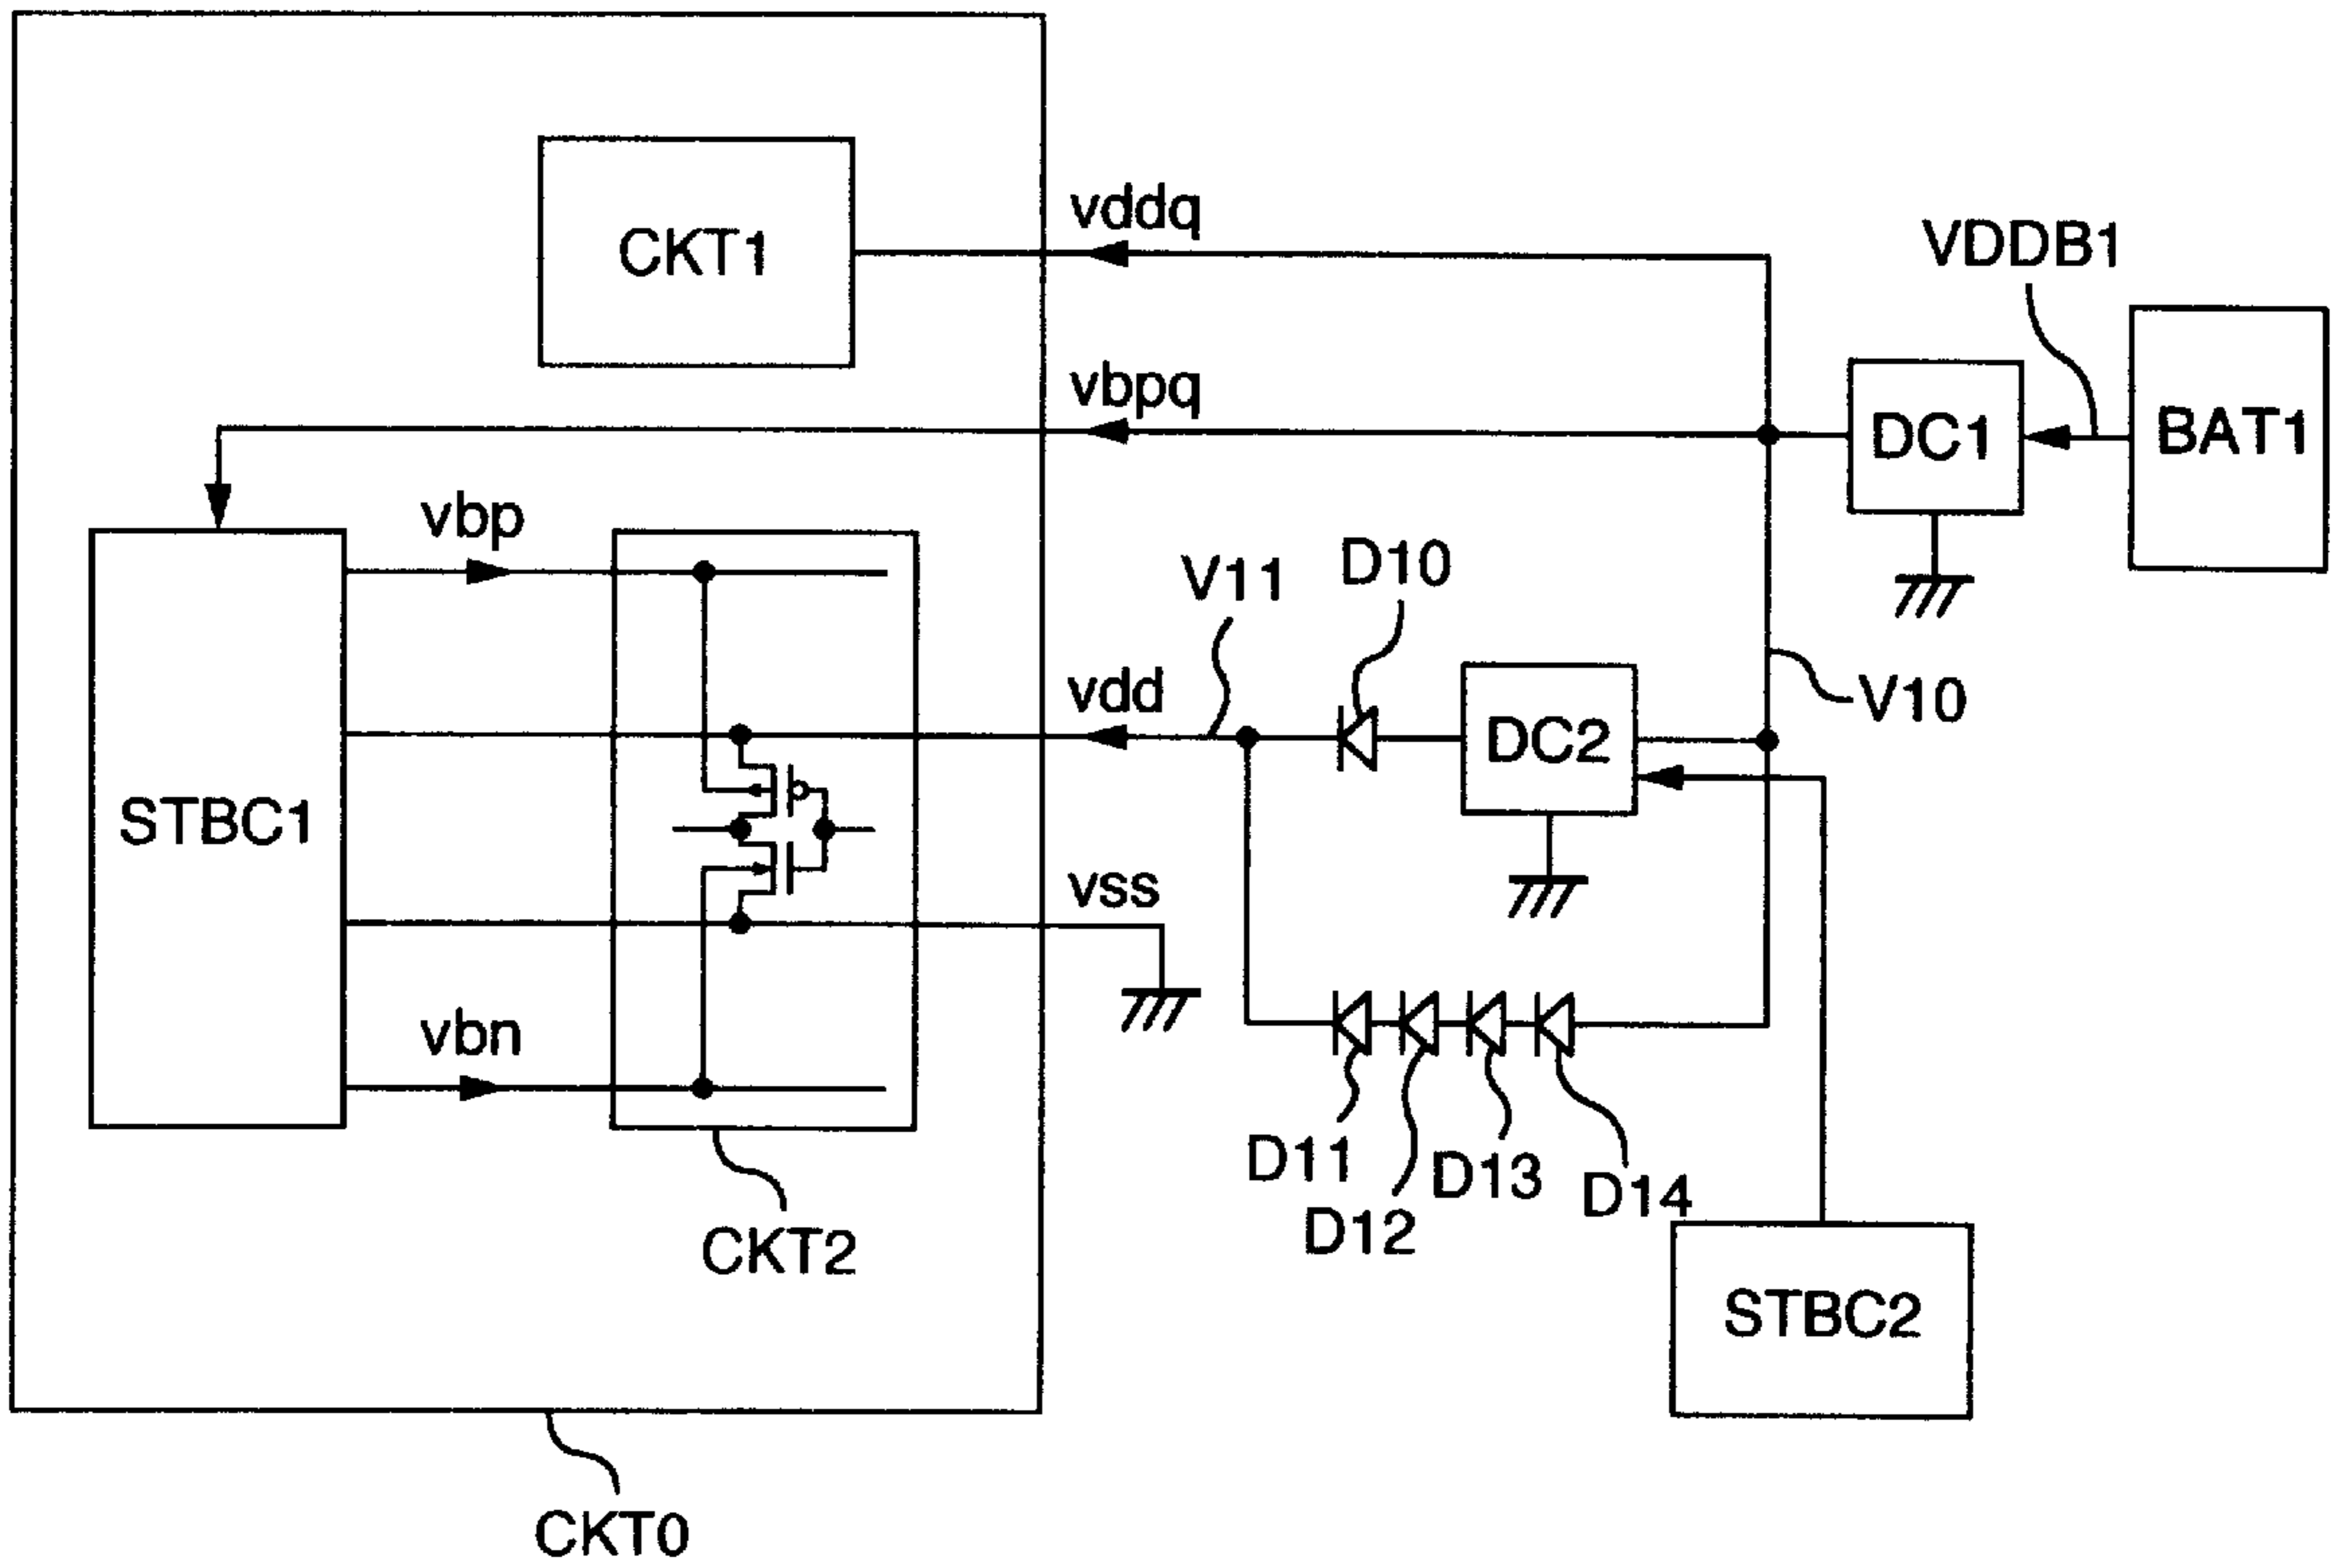 vddq
VDDB1
CKT1
vbpq
DC1
BAT1
vbp
V11
D10
vdd
DC2
V10
STBC1
vss
vbn
D11
D12
D13
D14
CKT2
STBC2
CKT0